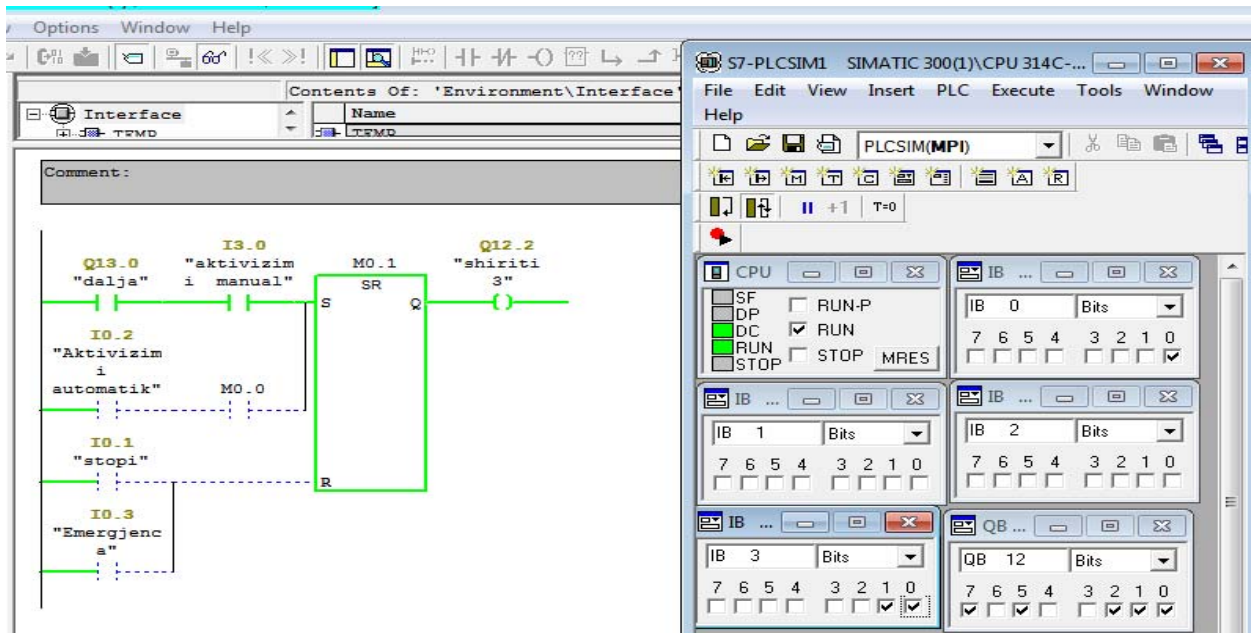 Options Window Help
Contents Of: 'Environment\Interface'
Interface
TEMP
Name
TEMP
Comment:
Q13.0
"dalja"
I3.0
"aktivizim
i manual"
M0.1
SR
S
Q
Q12.2
"shiriti
3"
I0.2
"Aktivizim
i
automatik"
M0.0
I0.1
"stopi"
R
I0.3
"Emergjenc
a"
S7-PLCSIM1 SIMATIC 300(1)\CPU 314C-...
File Edit View Insert PLC Execute Tools Window
Help
PLCSIM(MPI)
+1 T=0
CPU
SF
DP
DC
RUN
STOP
RUN-P
RUN
STOP
MRES
IB ...
IB 0 Bits
7 6 5 4 3 2 1 0
IB ...
IB 1 Bits
7 6 5 4 3 2 1 0
IB ...
IB 2 Bits
7 6 5 4 3 2 1 0
IB ...
IB 3 Bits
7 6 5 4 3 2 1 0
QB ...
QB 12 Bits
7 6 5 4 3 2 1 0